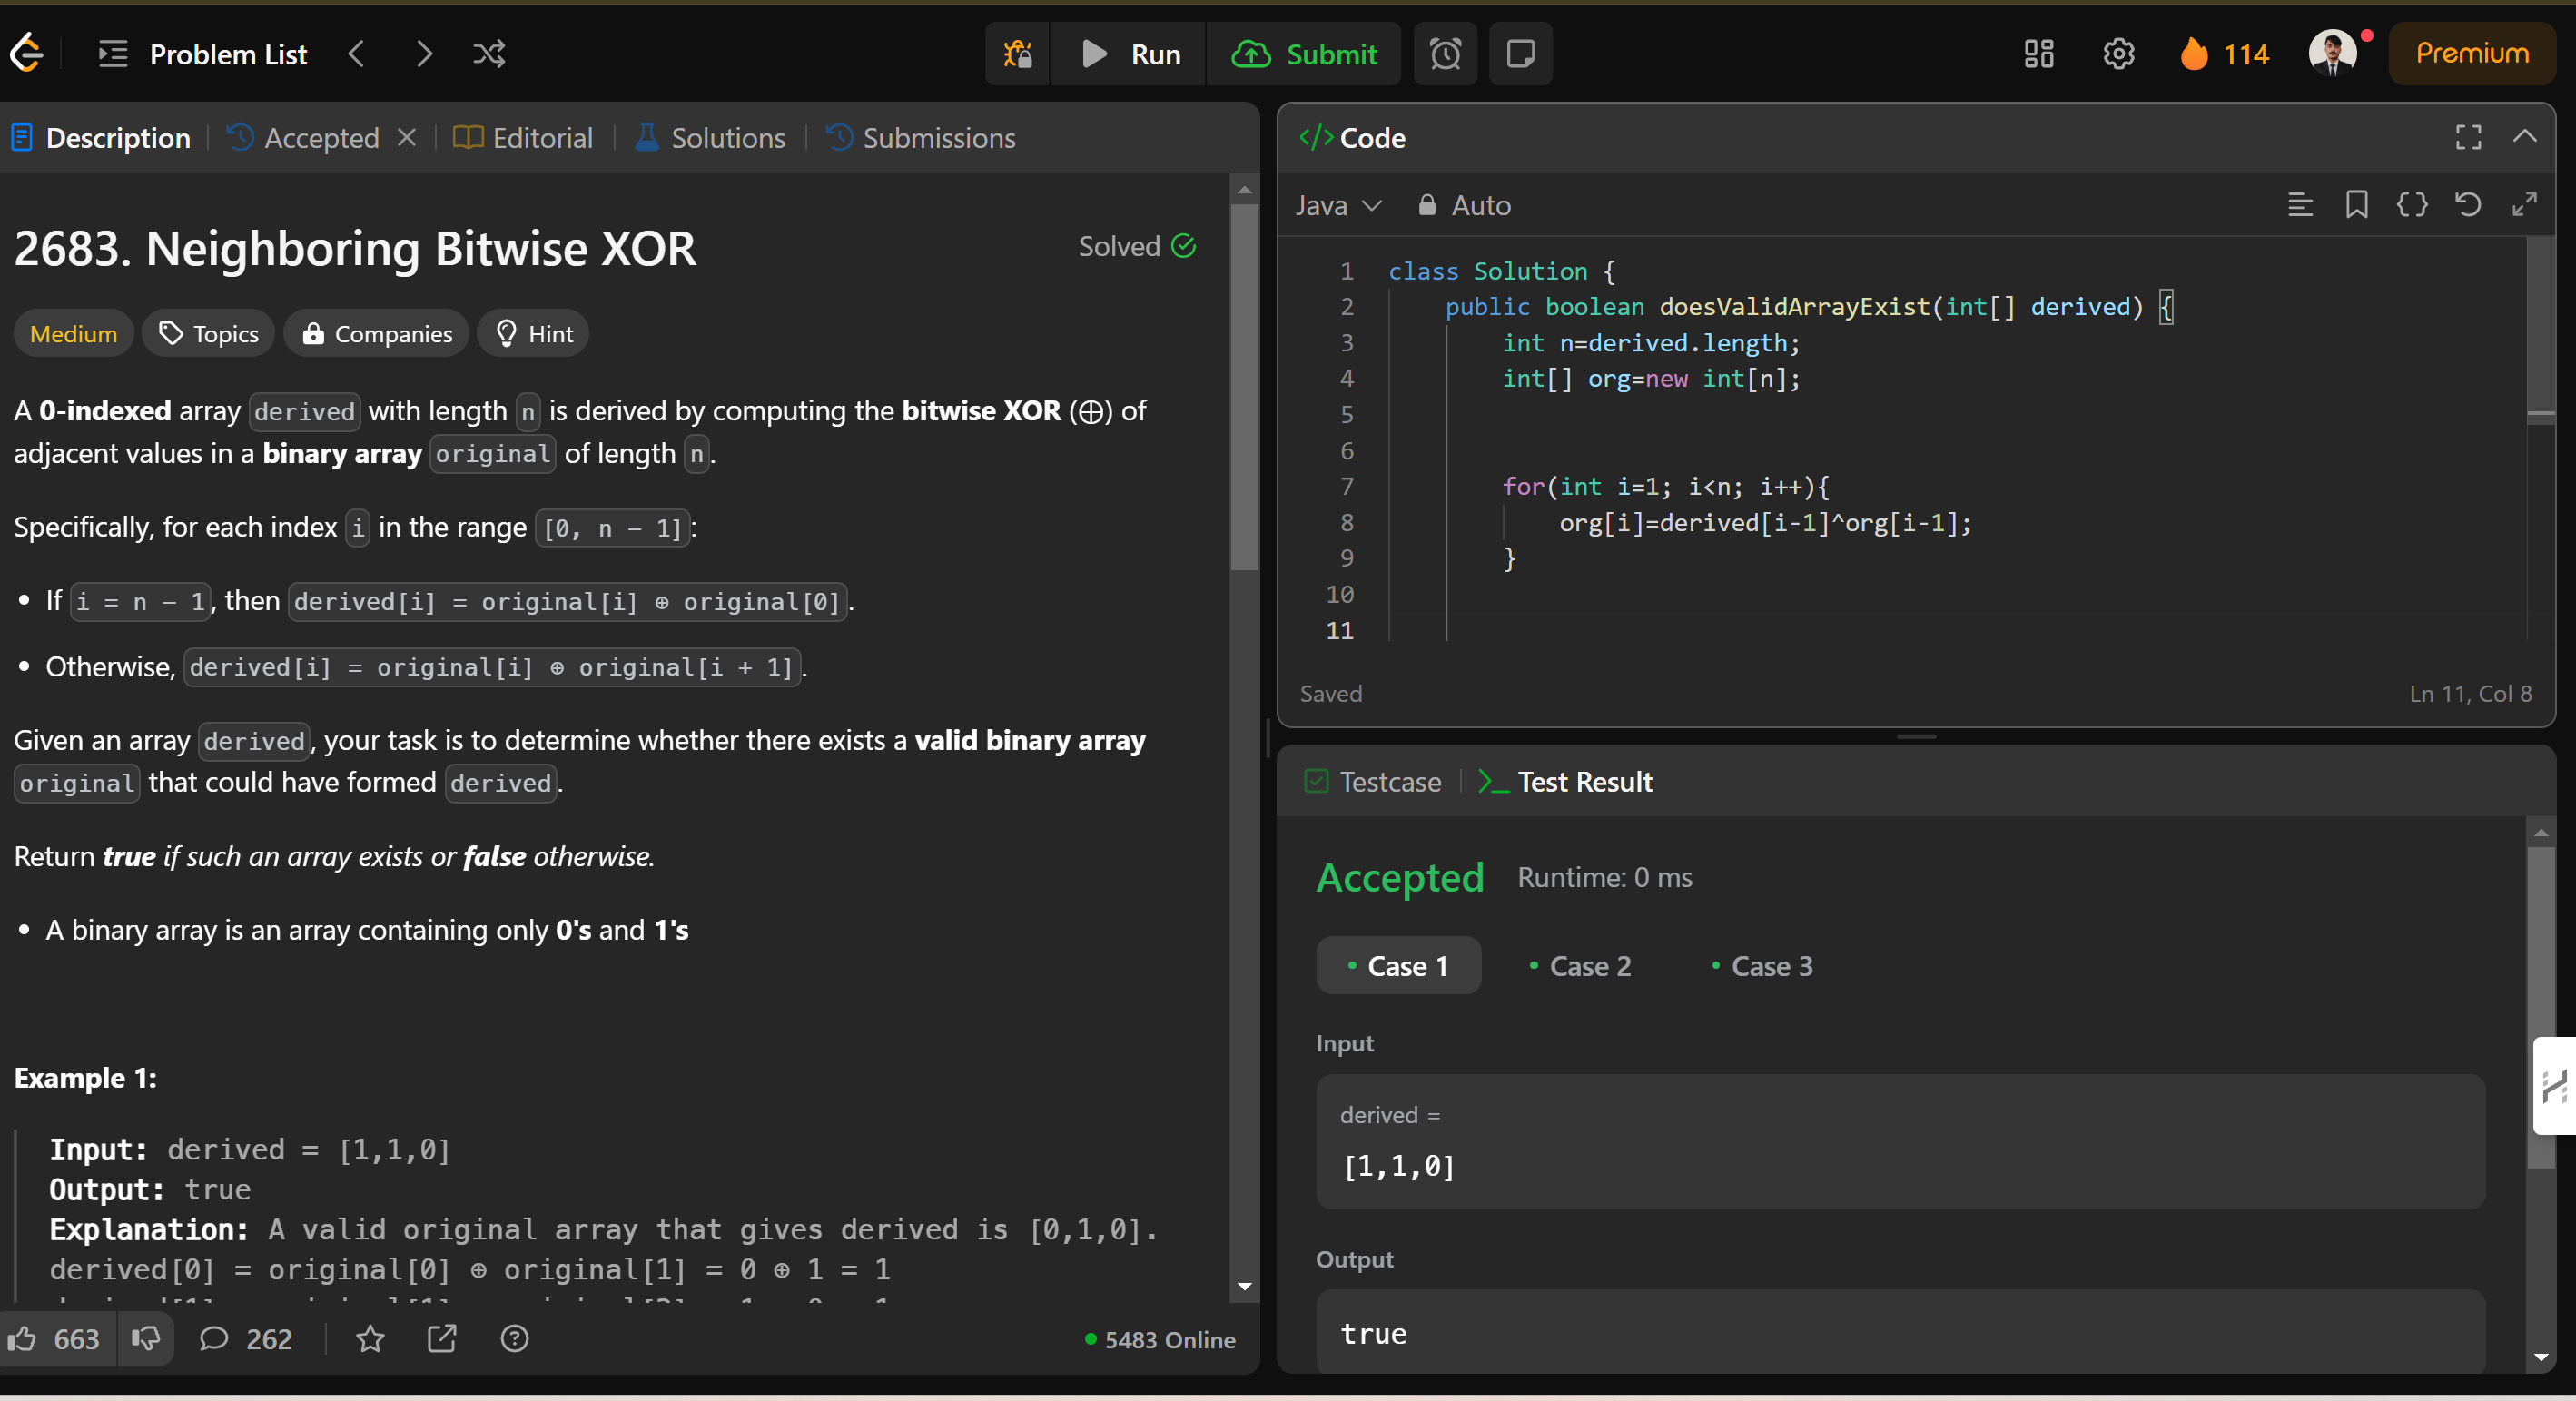 Problem List
Run
Submit
114
Premium
Description
Accepted
Editorial
Solutions
Submissions
2683. Neighboring Bitwise XOR
Solved
Medium
Topics
Companies
Hint
A 0-indexed array derived with length n is derived by computing the bitwise XOR (⊕) of
adjacent values in a binary array original of length n.
Specifically, for each index i in the range [0, n - 1]:
• If i = n - 1, then derived[i] = original[i] ⊕ original[0].
• Otherwise, derived[i] = original[i] ⊕ original[i + 1].
Given an array derived, your task is to determine whether there exists a valid binary array
original that could have formed derived.
Return true if such an array exists or false otherwise.
• A binary array is an array containing only 0's and 1's
Example 1:
Input: derived = [1,1,0]
Output: true
Explanation: A valid original array that gives derived is [0,1,0].
derived[0] = original[0] ⊕ original[1] = 0 ⊕ 1 = 1
663
262
5483 Online
</> Code
Java
Auto
1 class Solution {
2 public boolean doesValidArrayExist(int[] derived) {
3 int n=derived.length;
4 int[] org=new int[n];
5
6
7 for(int i=1; i<n; i++){
8 org[i]=derived[i-1]^org[i-1];
9 }
10
11
Saved
Ln 11, Col 8
Testcase
Test Result
Accepted
Runtime: 0 ms
• Case 1
• Case 2
• Case 3
Input
derived =
[1,1,0]
Output
true